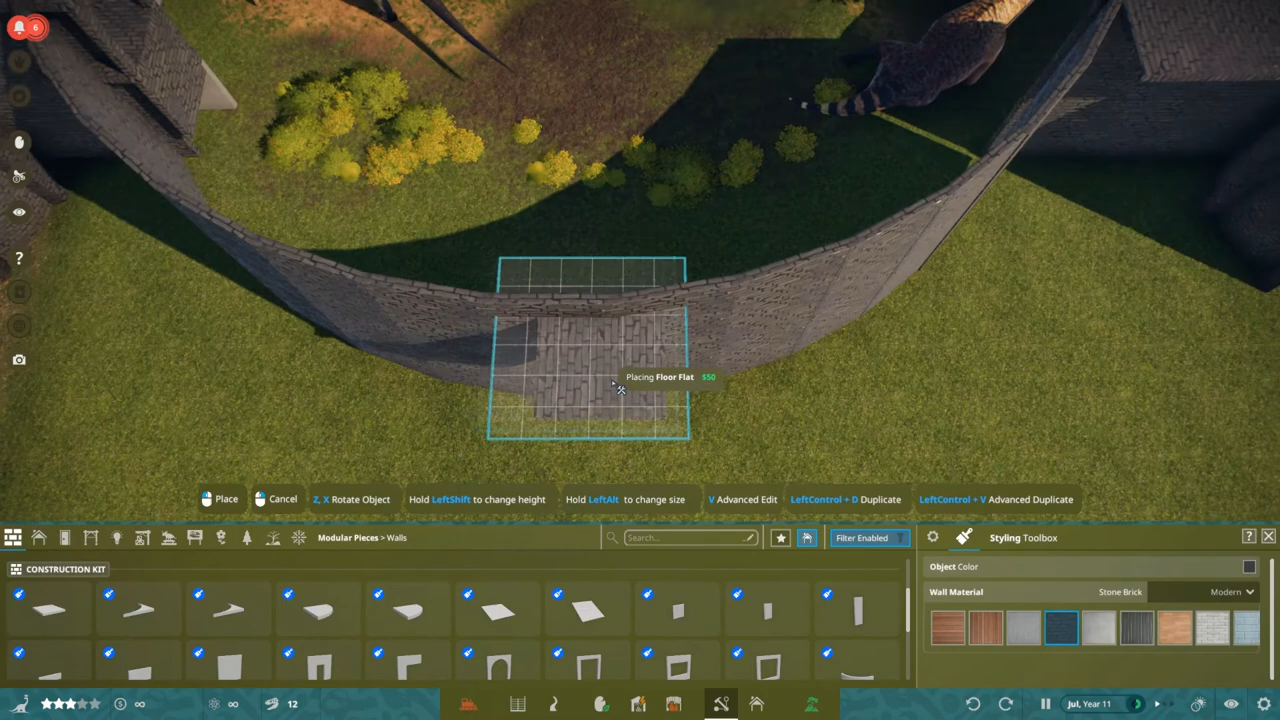 6
?
Placing Floor Flat $50
Place
Cancel
Z, X Rotate Object
Hold LeftShift to change height
Hold LeftAlt to change size
V Advanced Edit
LeftControl + D Duplicate
LeftControl + V Advanced Duplicate
Modular Pieces > Walls
Search...
Filter Enabled
Styling Toolbox
?
CONSTRUCTION KIT
Object Color
Wall Material
Stone Brick
Modern
∞
∞
12
Jul, Year 11